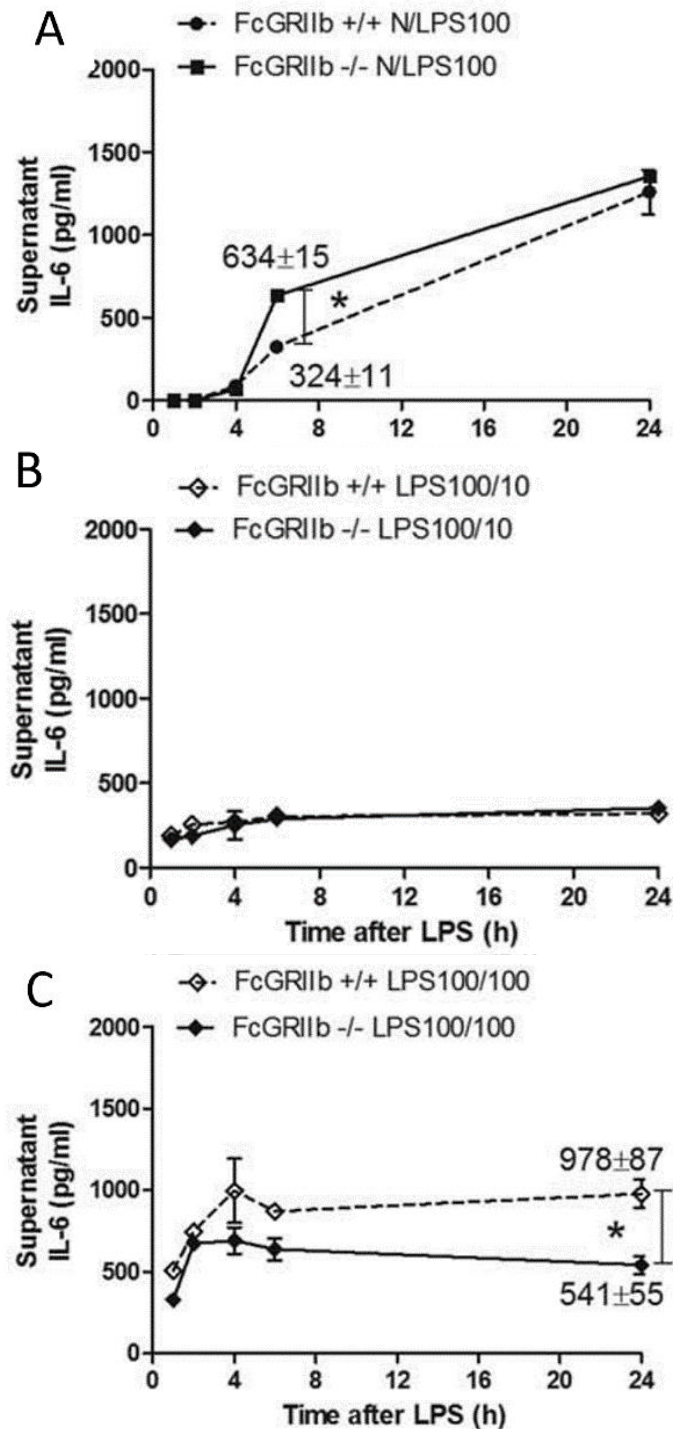 A
FcGRIIb +/+ N/LPS100
FcGRIIb -/- N/LPS100
Supernatant
IL-6 (pg/ml)
2000
1500
1000
500
0
634±15
*
324±11
0 4 8 12 16 20 24
B
FcGRIIb +/+ LPS100/10
FcGRIIb -/- LPS100/10
Supernatant
IL-6 (pg/ml)
2000
1500
1000
500
0
0 4 8 12 16 20 24
Time after LPS (h)
C
FcGRIIb +/+ LPS100/100
FcGRIIb -/- LPS100/100
Supernatant
IL-6 (pg/ml)
2000
1500
1000
500
0
978±87
*
541±55
0 4 8 12 16 20 24
Time after LPS (h)